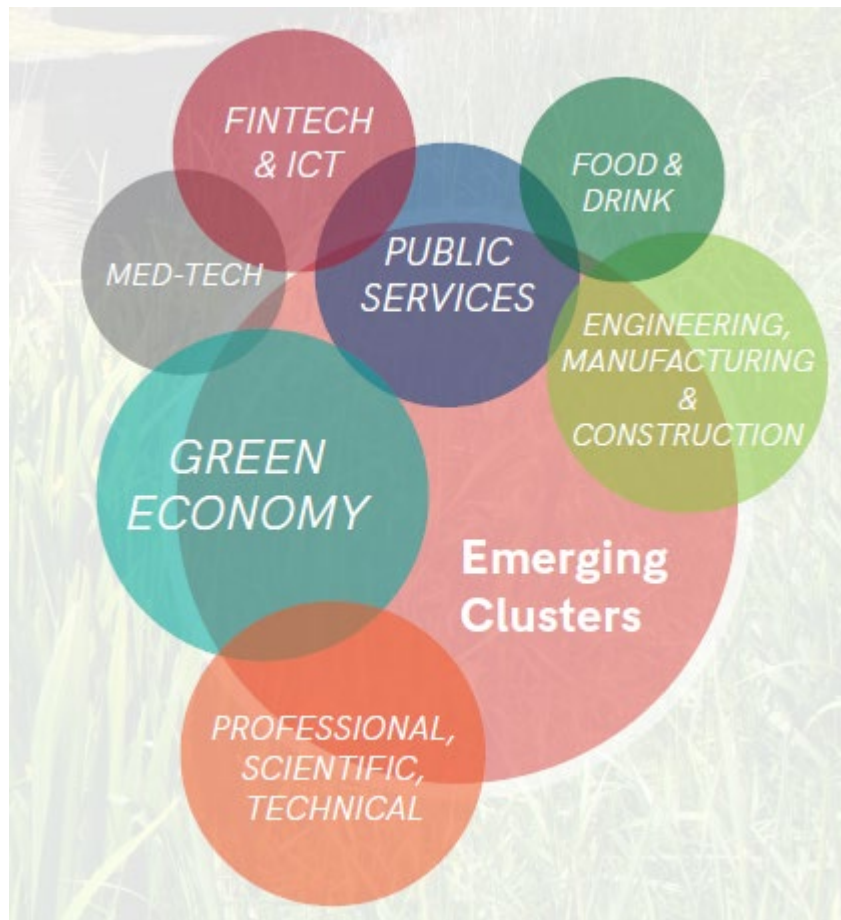 FINTECH
& ICT
FOOD &
DRINK
MED-TECH
PUBLIC
SERVICES
ENGINEERING,
MANUFACTURING
&
CONSTRUCTION
GREEN
ECONOMY
Emerging
Clusters
PROFESSIONAL,
SCIENTIFIC,
TECHNICAL